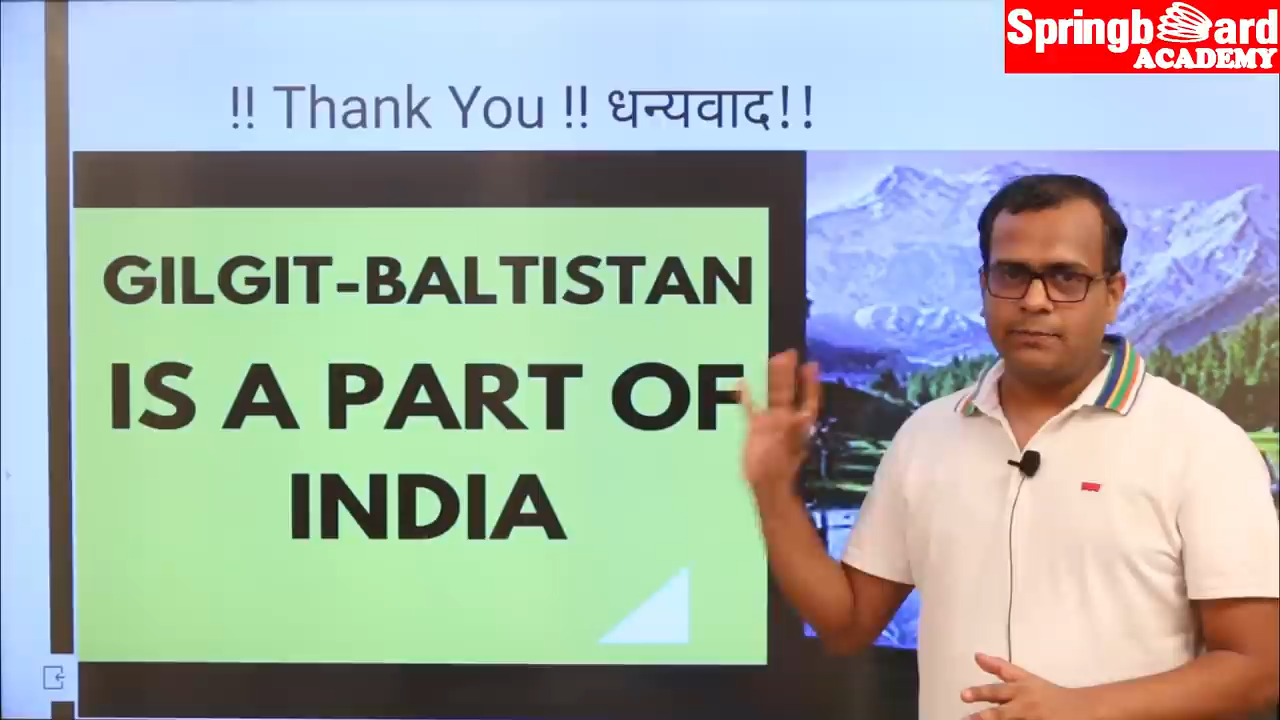 Springboard
ACADEMY
!! Thank You !! धन्यवाद!!
GILGIT-BALTISTAN
IS A PART OF
INDIA